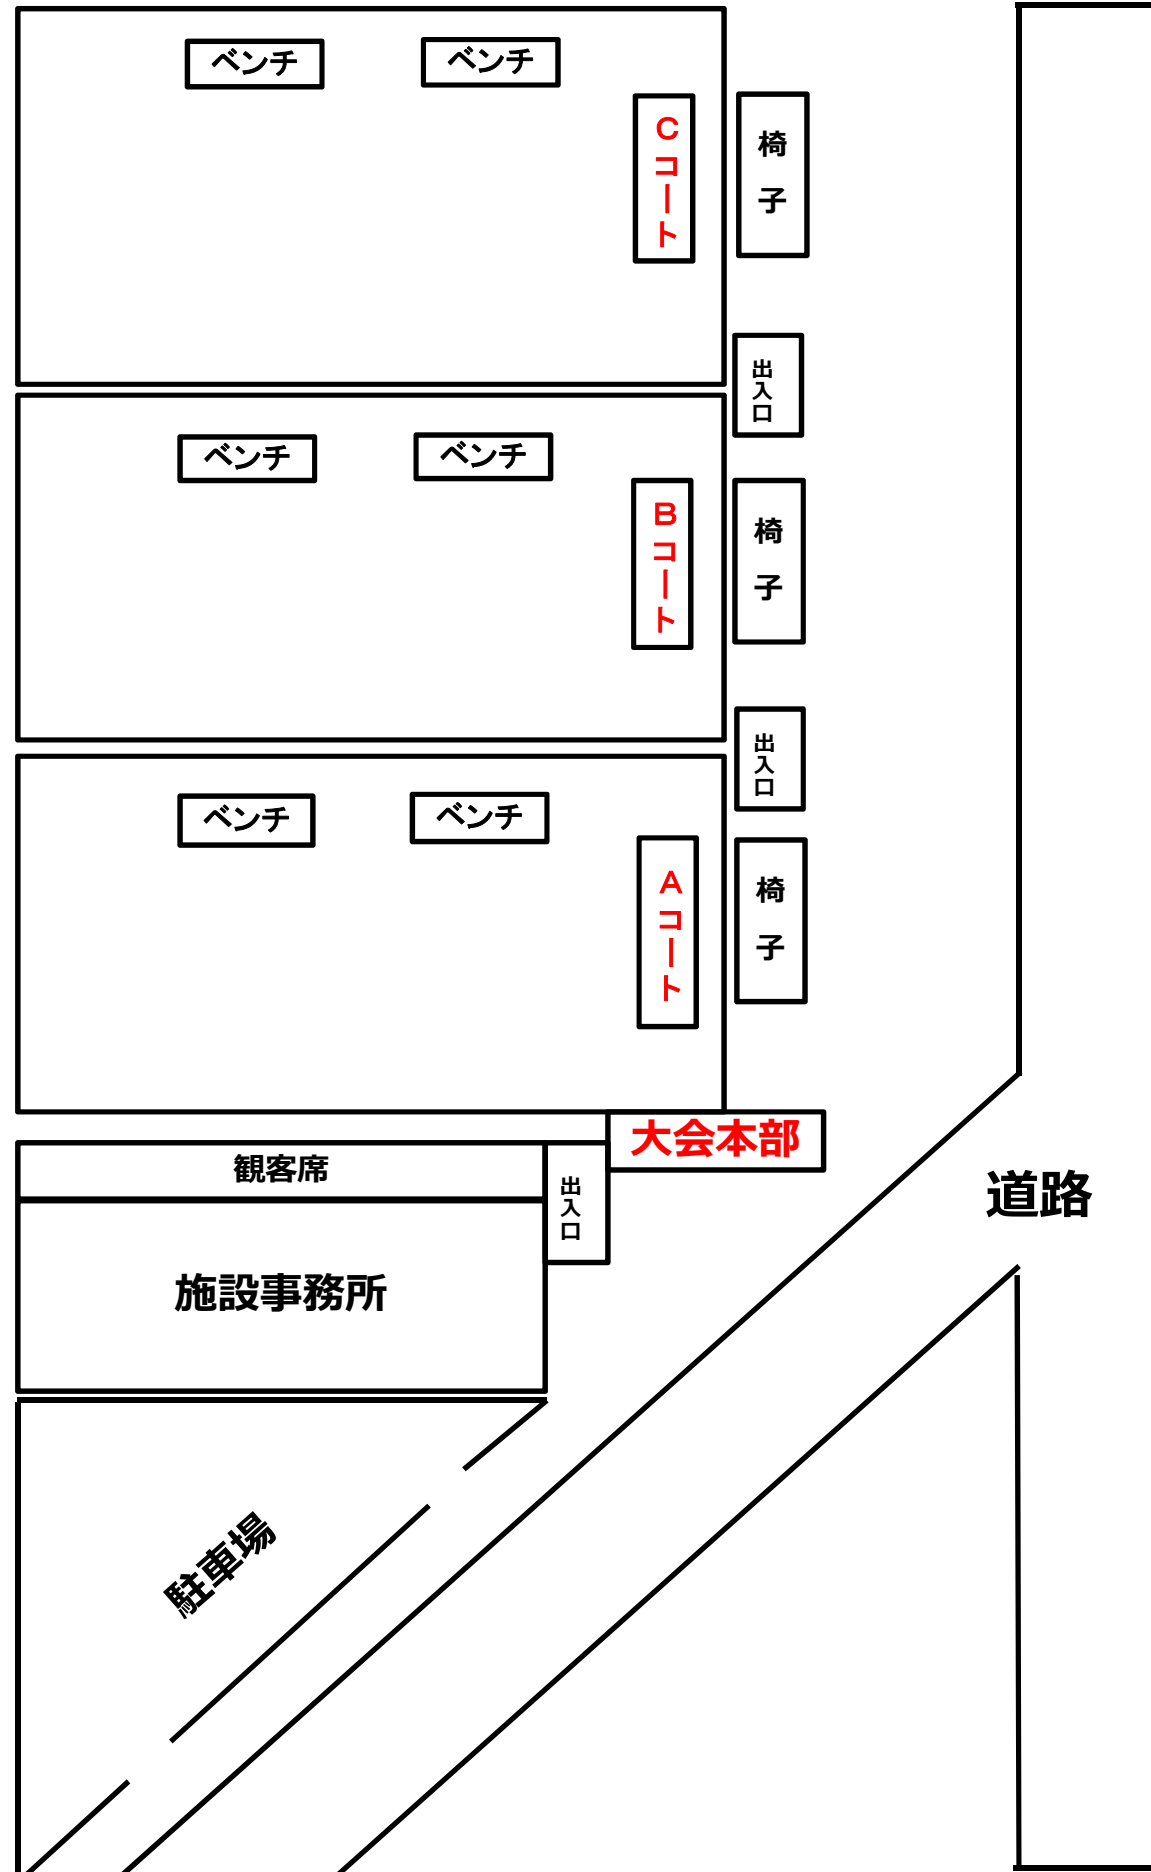 ベンチ
ベンチ
Cコート
椅子
出入口
ベンチ
ベンチ
Bコート
椅子
出入口
ベンチ
ベンチ
Aコート
椅子
大会本部
観客席
出入口
道路
施設事務所
駐車場